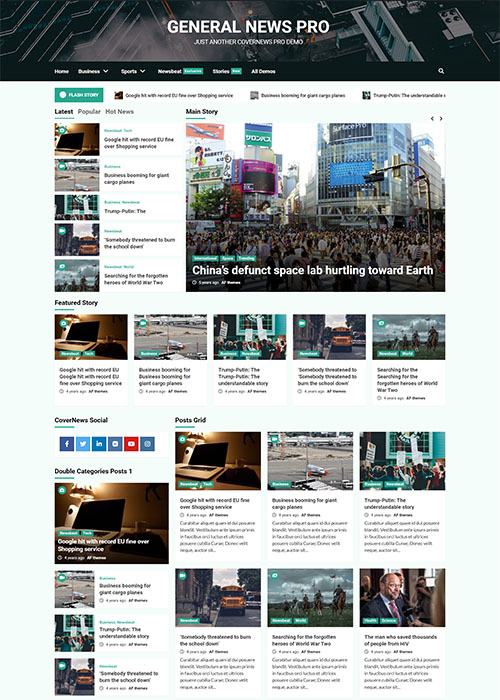 GENERAL NEWS PRO
JUST ANOTHER COVERNEWS PRO DEMO
Home Business Sports Newsbeat Exclusive Stories New All Demos
FLASH STORY Google hit with record EU fine over Shopping service Business booming for giant cargo planes Trump-Putin: The understandable s
Latest Popular Hot News
Newsbeat Tech
Google hit with record EU fine
over Shopping service
Business
Business booming for giant
cargo planes
Business Newsbeat
Trump-Putin: The
Newsbeat
'Somebody threatened to burn
the school down'
Newsbeat World
Searching for the forgotten
heroes of World War Two
Main Story
SurfacePro
International Space Trending
China's defunct space lab hurtling toward Earth
5 years ago AF themes
Featured Story
Newsbeat Tech
Google hit with record EU
Google hit with record EU
fine over Shopping service
4 years ago AF themes
Business
Business booming for
Business booming for giant
cargo planes
4 years ago AF themes
Business Newsbeat
Trump-Putin: The
Trump-Putin: The
understandable story
4 years ago AF themes
Newsbeat
'Somebody threatened to
'Somebody threatened to
burn the school down'
4 years ago AF themes
Newsbeat World
Searching for the
Searching for the
forgotten heroes of World
War Two
4 years ago AF themes
CoverNews Social
Double Categories Posts 1
Newsbeat Tech
Google hit with record EU fine over
Shopping service
4 years ago AF themes
Business
Business booming for
giant cargo planes
4 years ago AF themes
Business Newsbeat
Trump-Putin: The
understandable story
4 years ago AF themes
Newsbeat
'Somebody threatened to
burn the school down'
4 years ago AF themes
Posts Grid
Newsbeat Tech
Google hit with record EU fine
over Shopping service
4 years ago AF themes
Curabitur aliquet quam id dui posuere
blandit. Vestibulum ante ipsum primis
in faucibus orci luctus et ultrices
posuere cubilia Curae; Donec velit
neque, auctor sit...
Business
Business booming for giant
cargo planes
4 years ago AF themes
Curabitur aliquet quam id dui posuere
blandit. Vestibulum ante ipsum primis
in faucibus orci luctus et ultrices
posuere cubilia Curae; Donec velit
neque, auctor sit...
Business Newsbeat
Trump-Putin: The
understandable story
4 years ago AF themes
Curabitur aliquet quam id dui posuere
blandit. Vestibulum ante ipsum primis
in faucibus orci luctus et ultrices
posuere cubilia Curae; Donec velit
neque, auctor sit...
Newsbeat
'Somebody threatened to burn
the school down'
4 years ago AF themes
Curabitur aliquet quam id dui posuere
blandit. Vestibulum ante ipsum primis
in faucibus orci luctus et ultrices
posuere cubilia Curae; Donec velit
neque, auctor sit...
Newsbeat World
Searching for the forgotten
heroes of World War Two
4 years ago AF themes
Curabitur aliquet quam id dui posuere
blandit. Vestibulum ante ipsum primis
in faucibus orci luctus et ultrices
posuere cubilia Curae; Donec velit
neque, auctor sit...
Health Science
The man who saved thousands
of people from HIV
4 years ago AF themes
Curabitur aliquet quam id dui posuere
blandit. Vestibulum ante ipsum primis
in faucibus orci luctus et ultrices
posuere cubilia Curae; Donec velit
neque, auctor sit...